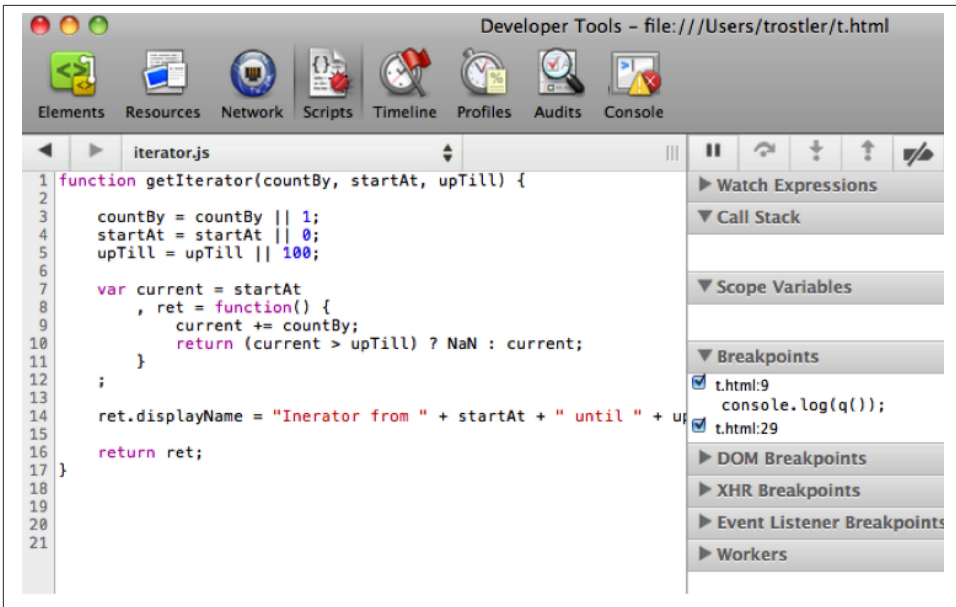 Developer Tools – file:///Users/trostler/t.html
Elements Resources Network Scripts Timeline Profiles Audits Console
iterator.js
1 function getIterator(countBy, startAt, upTill) {
2
3 countBy = countBy || 1;
4 startAt = startAt || 0;
5 upTill = upTill || 100;
6
7 var current = startAt
8 , ret = function() {
9 current += countBy;
10 return (current > upTill) ? NaN : current;
11 }
12 ;
13
14 ret.displayName = "Inerator from " + startAt + " until " + up
15
16 return ret;
17 }
18
19
20
21
Watch Expressions
Call Stack
Scope Variables
Breakpoints
t.html:9
console.log(q());
t.html:29
DOM Breakpoints
XHR Breakpoints
Event Listener Breakpoints
Workers